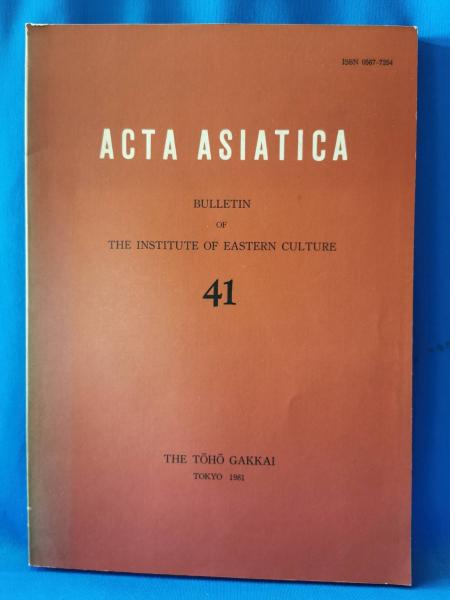 ISSN 0567-7254
ACTA ASIATICA
BULLETIN
OF
THE INSTITUTE OF EASTERN CULTURE
41
THE TŌHŌ GAKKAI
TOKYO 1981